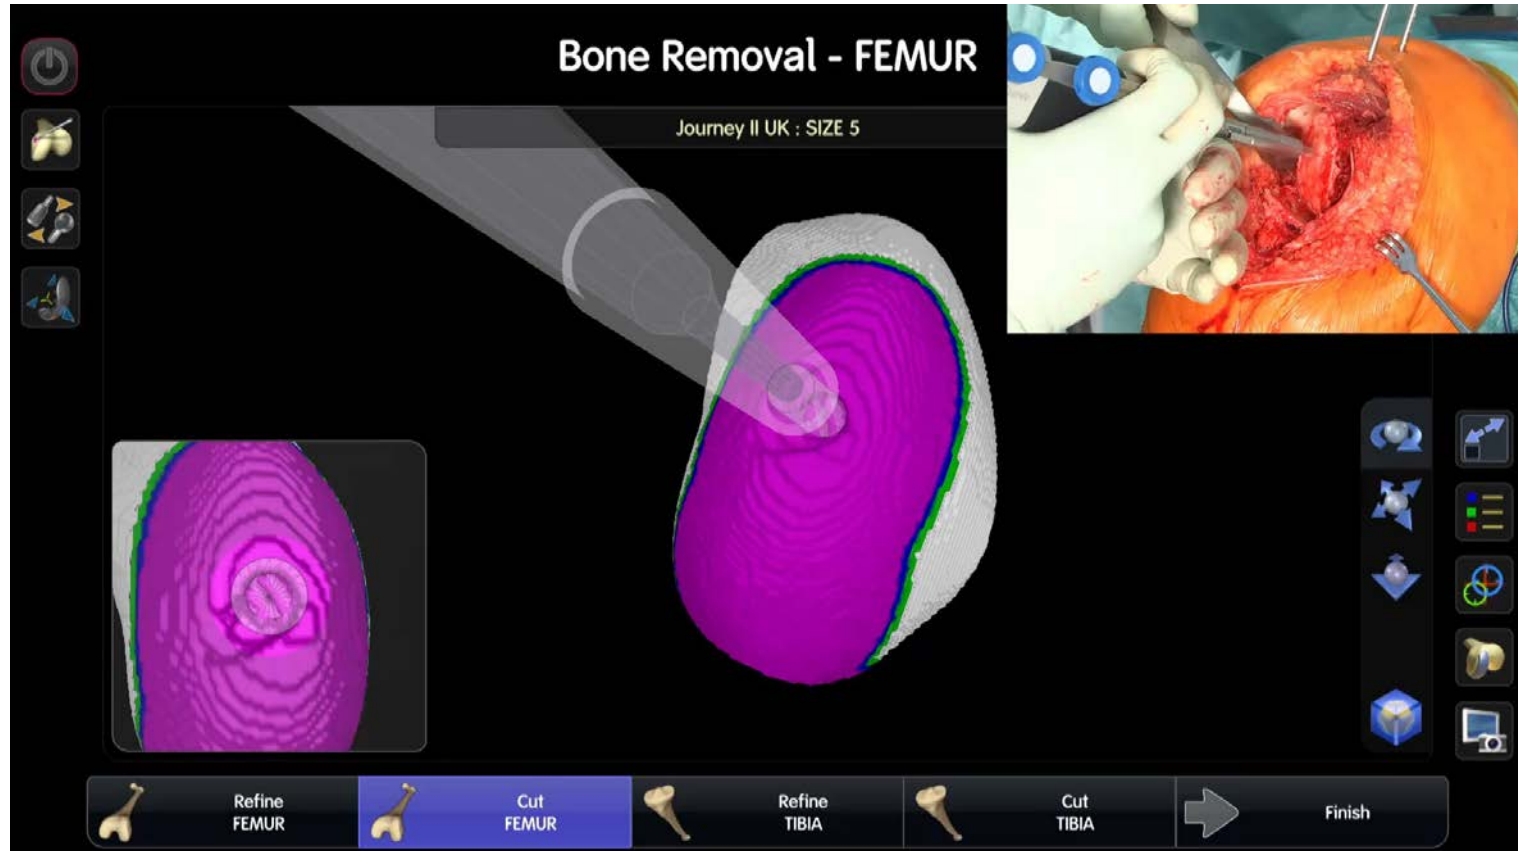 Bone Removal - FEMUR
Journey II UK : SIZE 5
Refine
FEMUR
Cut
FEMUR
Refine
TIBIA
Cut
TIBIA
Finish